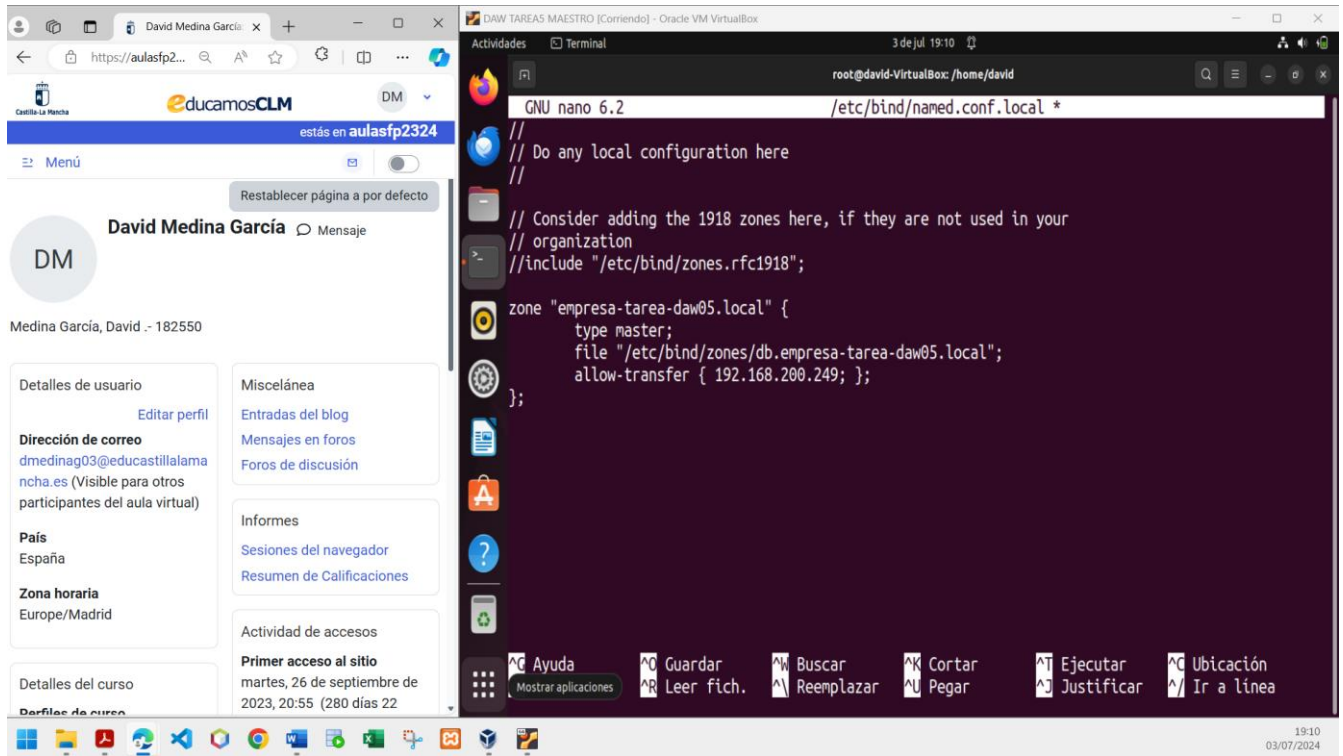 David Medina García
https://aulasfp2...
Castilla-La Mancha
educamosCLM
DM
estás en aulasfp2324
Menú
Restablecer página a por defecto
DM
David Medina García
Mensaje
Medina García, David .- 182550
Detalles de usuario
Editar perfil
Dirección de correo
dmedinag03@educastillalama
ncha.es (Visible para otros
participantes del aula virtual)
País
España
Zona horaria
Europe/Madrid
Detalles del curso
Perfiles de curso
Miscelánea
Entradas del blog
Mensajes en foros
Foros de discusión
Informes
Sesiones del navegador
Resumen de Calificaciones
Actividad de accesos
Primer acceso al sitio
martes, 26 de septiembre de
2023, 20:55 (280 días 22
DAW TAREA5 MAESTRO [Corriendo] - Oracle VM VirtualBox
Actividades Terminal 3 de jul 19:10
root@david-VirtualBox: /home/david
GNU nano 6.2 /etc/bind/named.conf.local *
//
// Do any local configuration here
//
// Consider adding the 1918 zones here, if they are not used in your
// organization
//include "/etc/bind/zones.rfc1918";
zone "empresa-tarea-daw05.local" {
type master;
file "/etc/bind/zones/db.empresa-tarea-daw05.local";
allow-transfer { 192.168.200.249; };
};
^G Ayuda ^O Guardar ^W Buscar ^K Cortar ^T Ejecutar ^C Ubicación
Mostrar aplicaciones ^R Leer fich. ^\ Reemplazar ^U Pegar ^J Justificar ^/ Ir a línea
19:10
03/07/2024